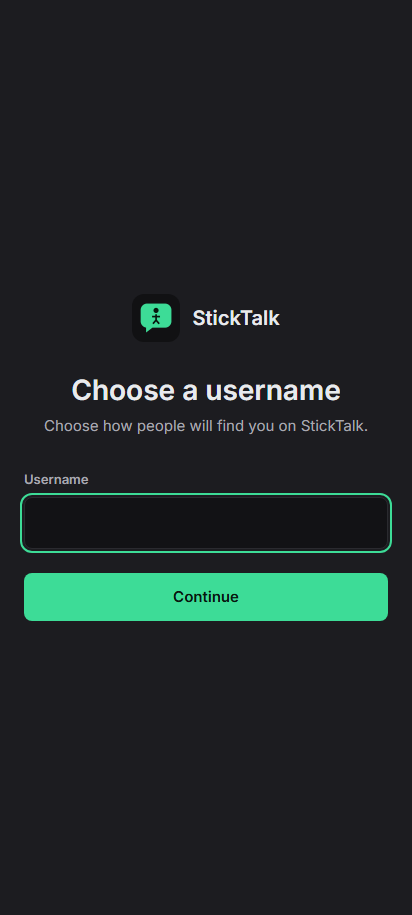 StickTalk
Choose a username
Choose how people will find you on StickTalk.
Username
Continue